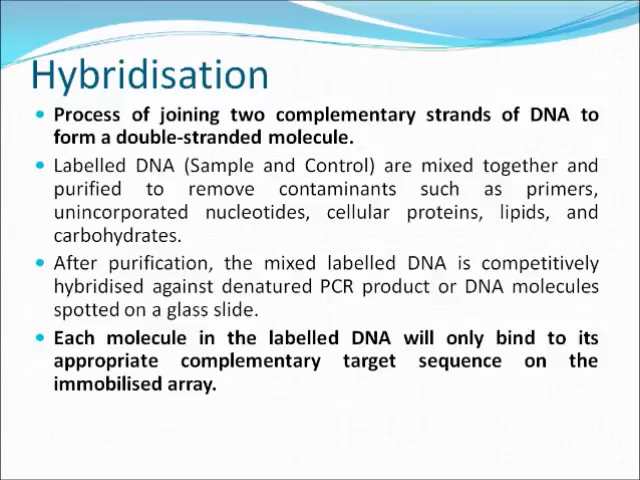 Hybridisation
• Process of joining two complementary strands of DNA to
form a double-stranded molecule.
• Labelled DNA (Sample and Control) are mixed together and
purified to remove contaminants such as primers,
unincorporated nucleotides, cellular proteins, lipids, and
carbohydrates.
• After purification, the mixed labelled DNA is competitively
hybridised against denatured PCR product or DNA molecules
spotted on a glass slide.
• Each molecule in the labelled DNA will only bind to its
appropriate complementary target sequence on the
immobilised array.